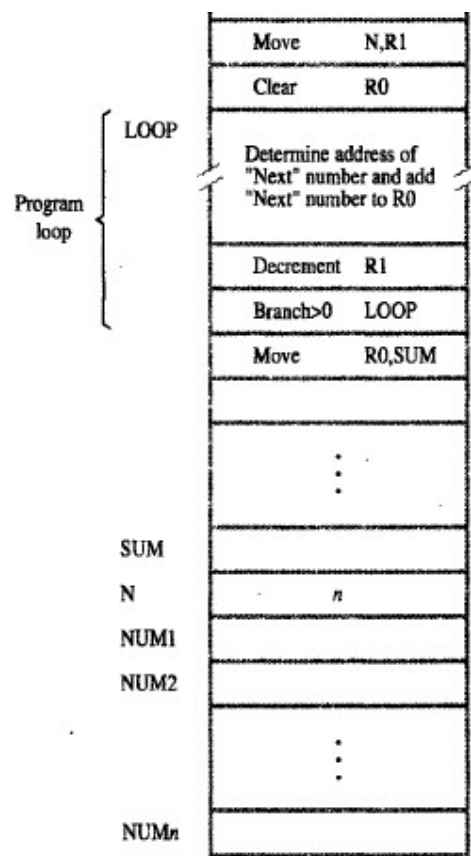 Move N,R1
Clear R0
LOOP
Determine address of
"Next" number and add
"Next" number to R0
Program
loop
Decrement R1
Branch>0 LOOP
Move R0,SUM
SUM
N n
NUM1
NUM2
NUMn